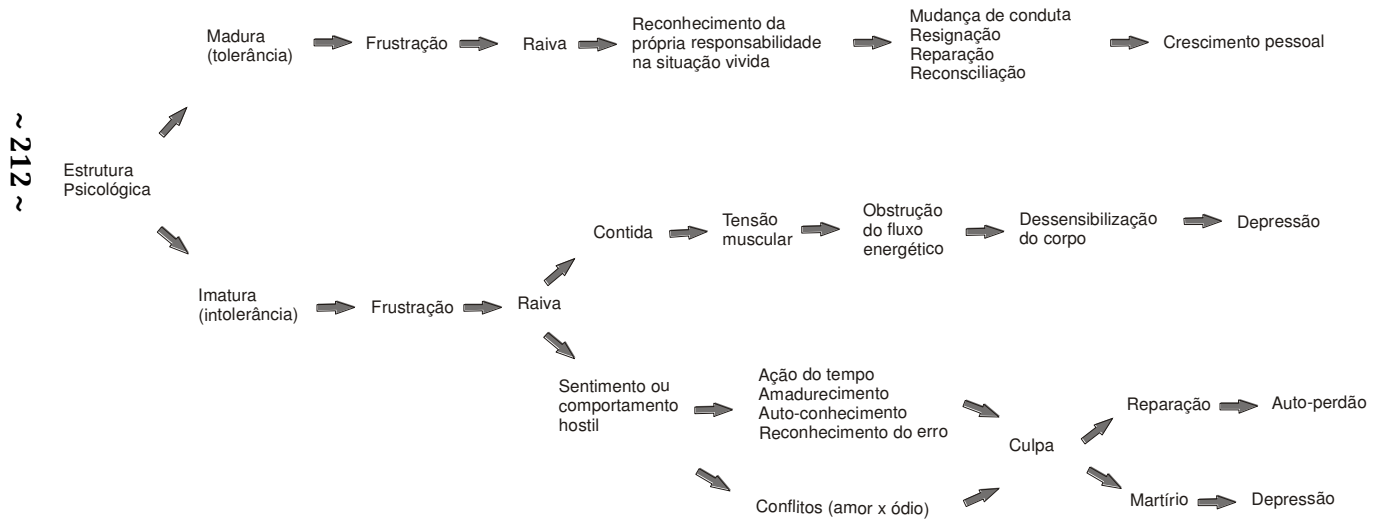 ~ 212 ~
Estrutura
Psicológica
Madura
(tolerância)
Frustração
Raiva
Reconhecimento da
própria responsabilidade
na situação vivida
Mudança de conduta
Resignação
Reparação
Reconsciliação
Crescimento pessoal
Imatura
(intolerância)
Frustração
Raiva
Contida
Tensão
muscular
Obstrução
do fluxo
energético
Dessensibilização
do corpo
Depressão
Sentimento ou
comportamento
hostil
Ação do tempo
Amadurecimento
Auto-conhecimento
Reconhecimento do erro
Conflitos (amor x ódio)
Culpa
Reparação
Auto-perdão
Martírio
Depressão